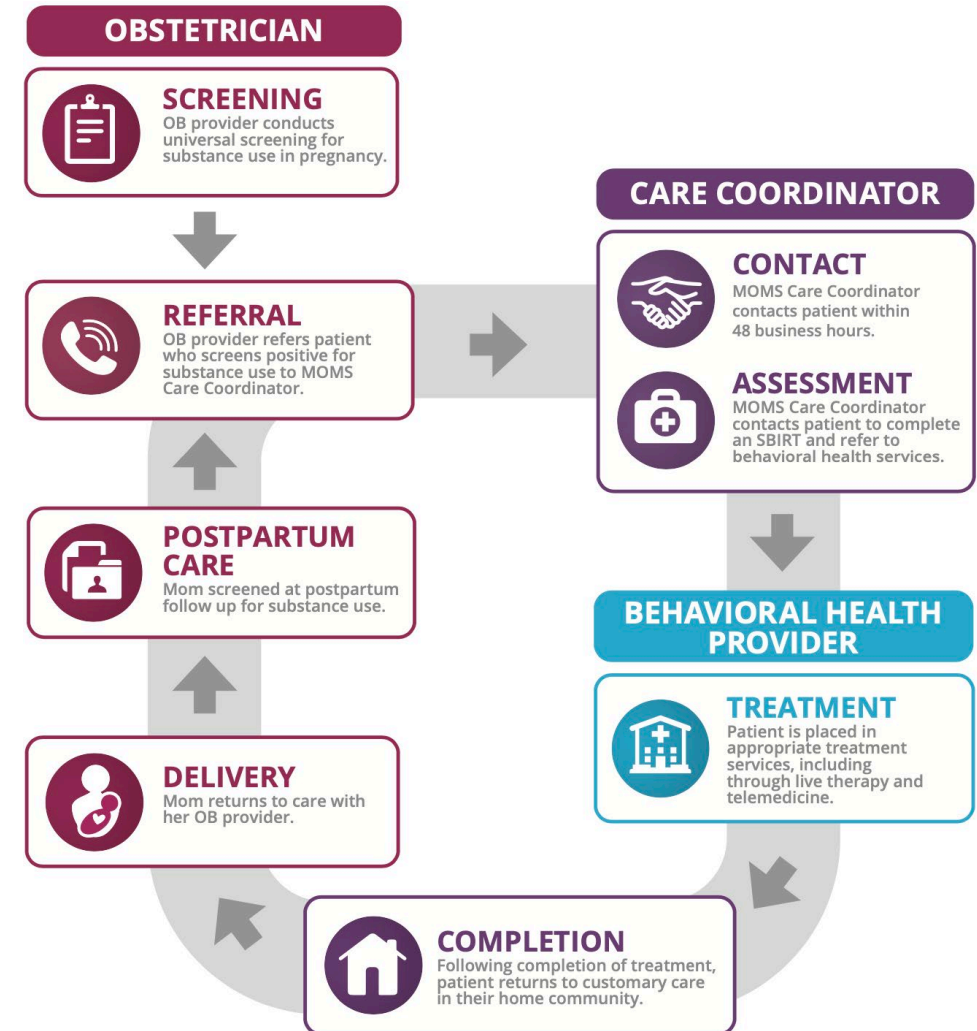 OBSTETRICIAN
SCREENING
OB provider conducts
universal screening for
substance use in pregnancy.
REFERRAL
OB provider refers patient
who screens positive for
substance use to MOMS
Care Coordinator.
CARE COORDINATOR
CONTACT
MOMS Care Coordinator
contacts patient within
48 business hours.
ASSESSMENT
MOMS Care Coordinator
contacts patient to complete
an SBIRT and refer to
behavioral health services.
BEHAVIORAL HEALTH
PROVIDER
TREATMENT
Patient is placed in
appropriate treatment
services, including
through live therapy and
telemedicine.
COMPLETION
Following completion of treatment,
patient returns to customary care
in their home community.
DELIVERY
Mom returns to care with
her OB provider.
POSTPARTUM
CARE
Mom screened at postpartum
follow up for substance use.